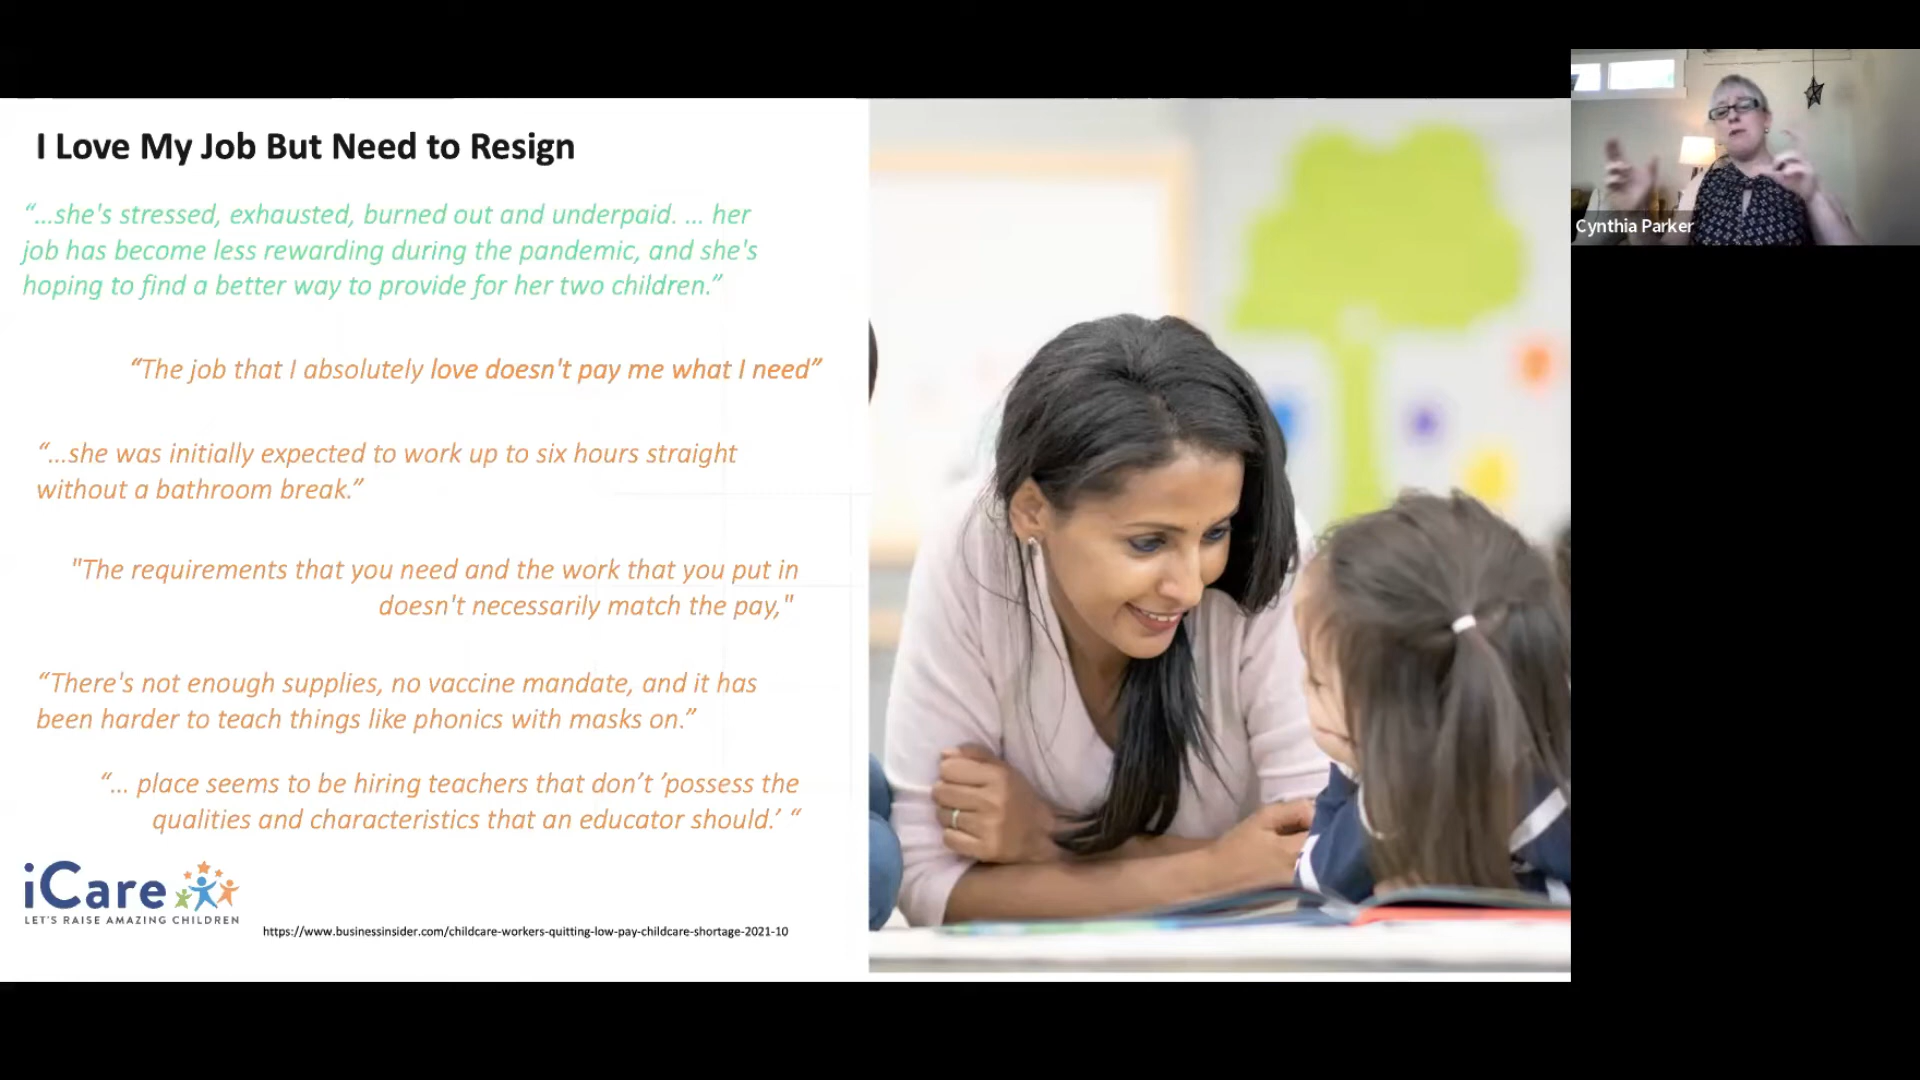 I Love My Job But Need to Resign
“...she's stressed, exhausted, burned out and underpaid. ... her
job has become less rewarding during the pandemic, and she's
hoping to find a better way to provide for her two children.”
“The job that I absolutely love doesn't pay me what I need”
“...she was initially expected to work up to six hours straight
without a bathroom break.”
"The requirements that you need and the work that you put in
doesn't necessarily match the pay,"
“There's not enough supplies, no vaccine mandate, and it has
been harder to teach things like phonics with masks on.”
“... place seems to be hiring teachers that don’t ’possess the
qualities and characteristics that an educator should.’ “
iCare
LET'S RAISE AMAZING CHILDREN
https://www.businessinsider.com/childcare-workers-quitting-low-pay-childcare-shortage-2021-10
Cynthia Parker